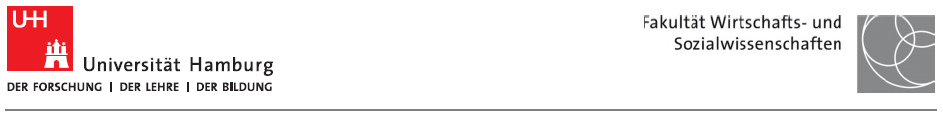 UHH
Universität Hamburg
DER FORSCHUNG | DER LEHRE | DER BILDUNG
Fakultät Wirtschafts- und
Sozialwissenschaften